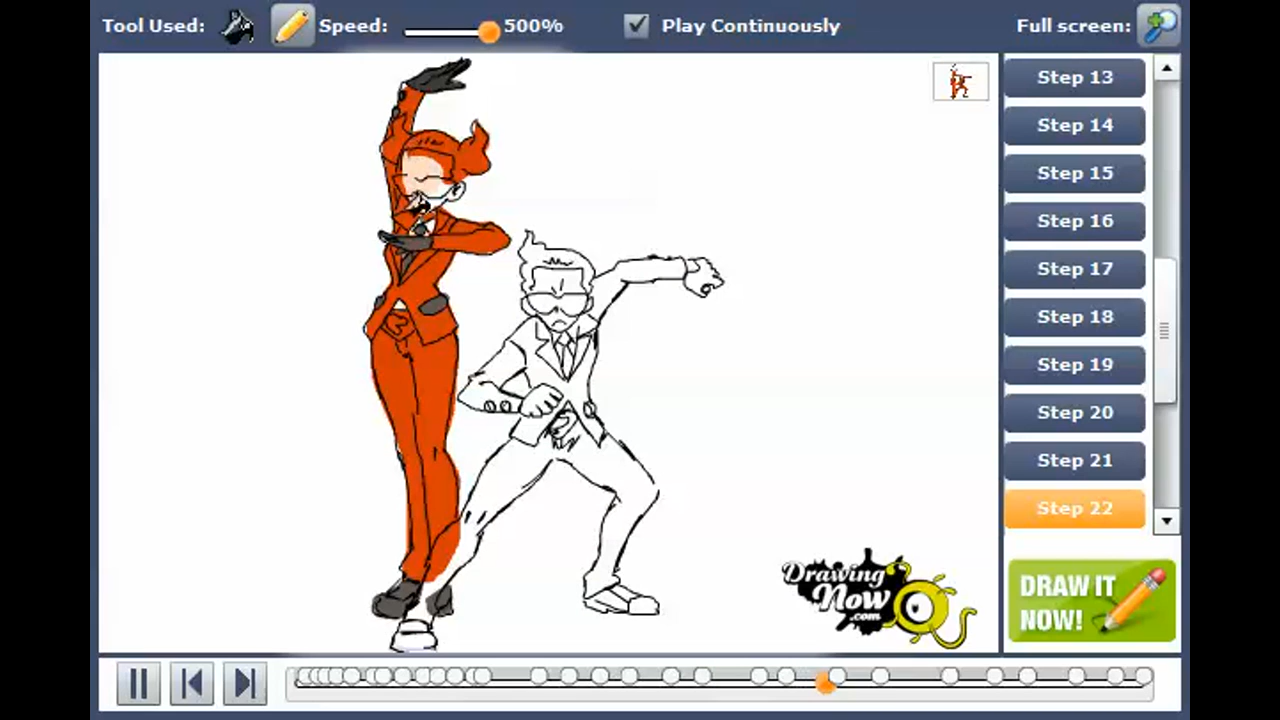 Tool Used: Speed: 500% Play Continuously Full screen:
Step 13
Step 14
Step 15
Step 16
Step 17
Step 18
Step 19
Step 20
Step 21
Step 22
Drawing
Now
.com
DRAW IT
NOW!